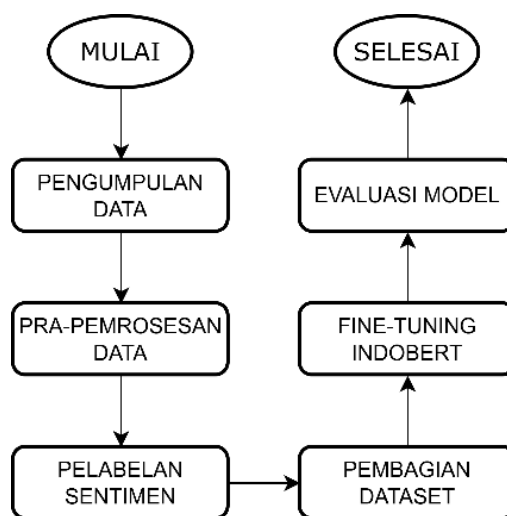 MULAI
PENGUMPULAN
DATA
PRA-PEMROSESAN
DATA
PELABELAN
SENTIMEN
PEMBAGIAN
DATASET
FINE-TUNING
INDOBERT
EVALUASI MODEL
SELESAI